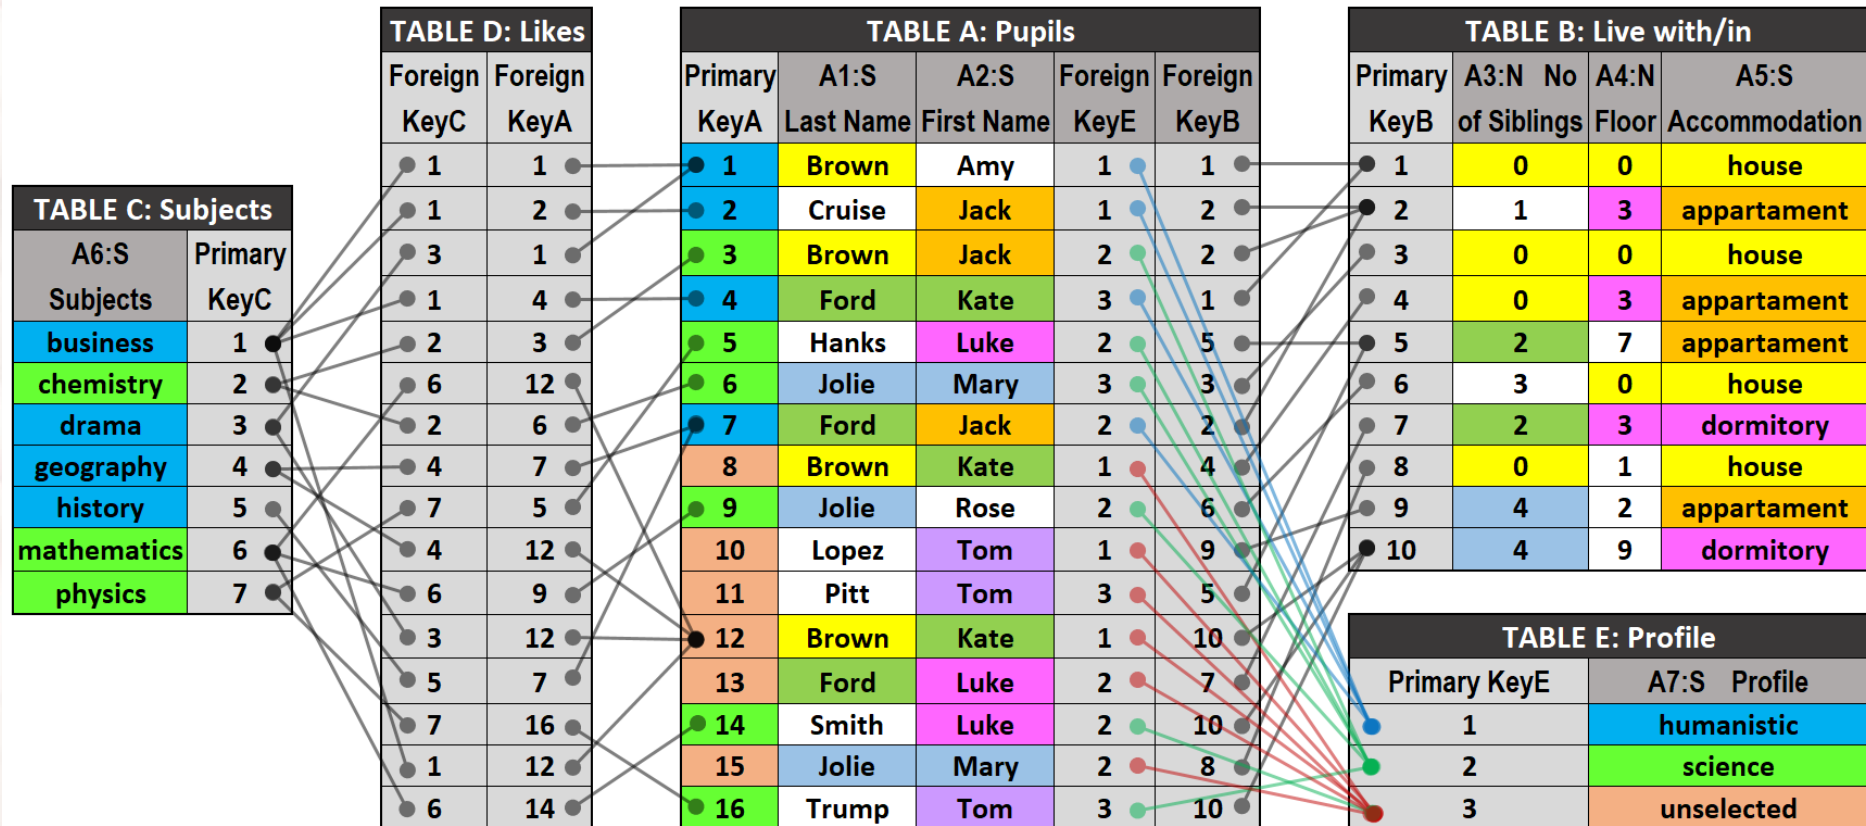 TABLE D: Likes
Foreign KeyC Foreign KeyA
1 1
1 2
3 1
1 4
2 3
6 12
2 6
4 7
7 5
4 12
6 9
3 12
5 7
7 16
1 12
6 14
TABLE C: Subjects
A6:S Subjects Primary KeyC
business 1
chemistry 2
drama 3
geography 4
history 5
mathematics 6
physics 7
TABLE A: Pupils
Primary KeyA A1:S Last Name A2:S First Name Foreign KeyE Foreign KeyB
1 Brown Amy 1 1
2 Cruise Jack 1 2
3 Brown Jack 2 2
4 Ford Kate 3 1
5 Hanks Luke 2 5
6 Jolie Mary 3 3
7 Ford Jack 2 2
8 Brown Kate 1 4
9 Jolie Rose 2 6
10 Lopez Tom 1 9
11 Pitt Tom 3 5
12 Brown Kate 1 10
13 Ford Luke 2 7
14 Smith Luke 2 10
15 Jolie Mary 2 8
16 Trump Tom 3 10
TABLE B: Live with/in
Primary KeyB A3:N No of Siblings A4:N Floor A5:S Accommodation
1 0 0 house
2 1 3 appartament
3 0 0 house
4 0 3 appartament
5 2 7 appartament
6 3 0 house
7 2 3 dormitory
8 0 1 house
9 4 2 appartament
10 4 9 dormitory
TABLE E: Profile
Primary KeyE A7:S Profile
1 humanistic
2 science
3 unselected